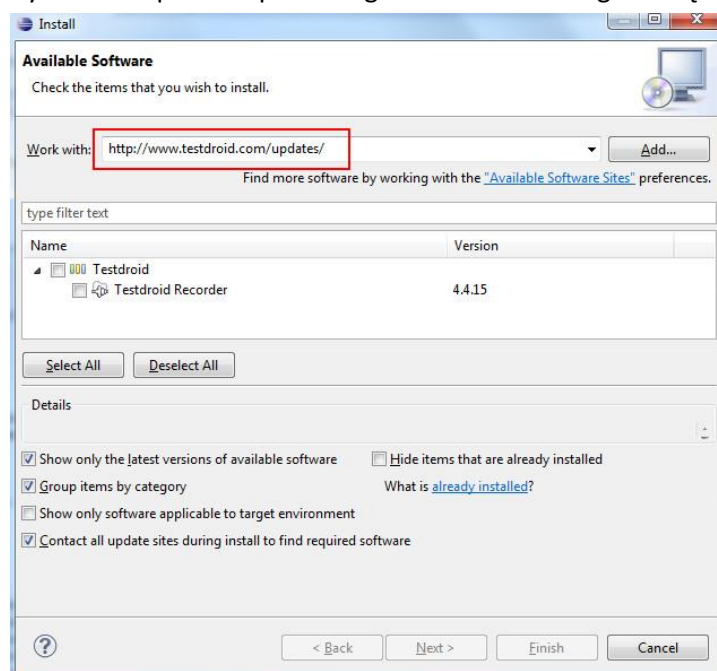 Install
Available Software
Check the items that you wish to install.
Work with: http://www.testdroid.com/updates/ Add...
Find more software by working with the "Available Software Sites" preferences.
type filter text
Name Version
Testdroid
Testdroid Recorder 4.4.15
Select All Deselect All
Details
Show only the latest versions of available software Hide items that are already installed
Group items by category What is already installed?
Show only software applicable to target environment
Contact all update sites during install to find required software
? < Back Next > Finish Cancel